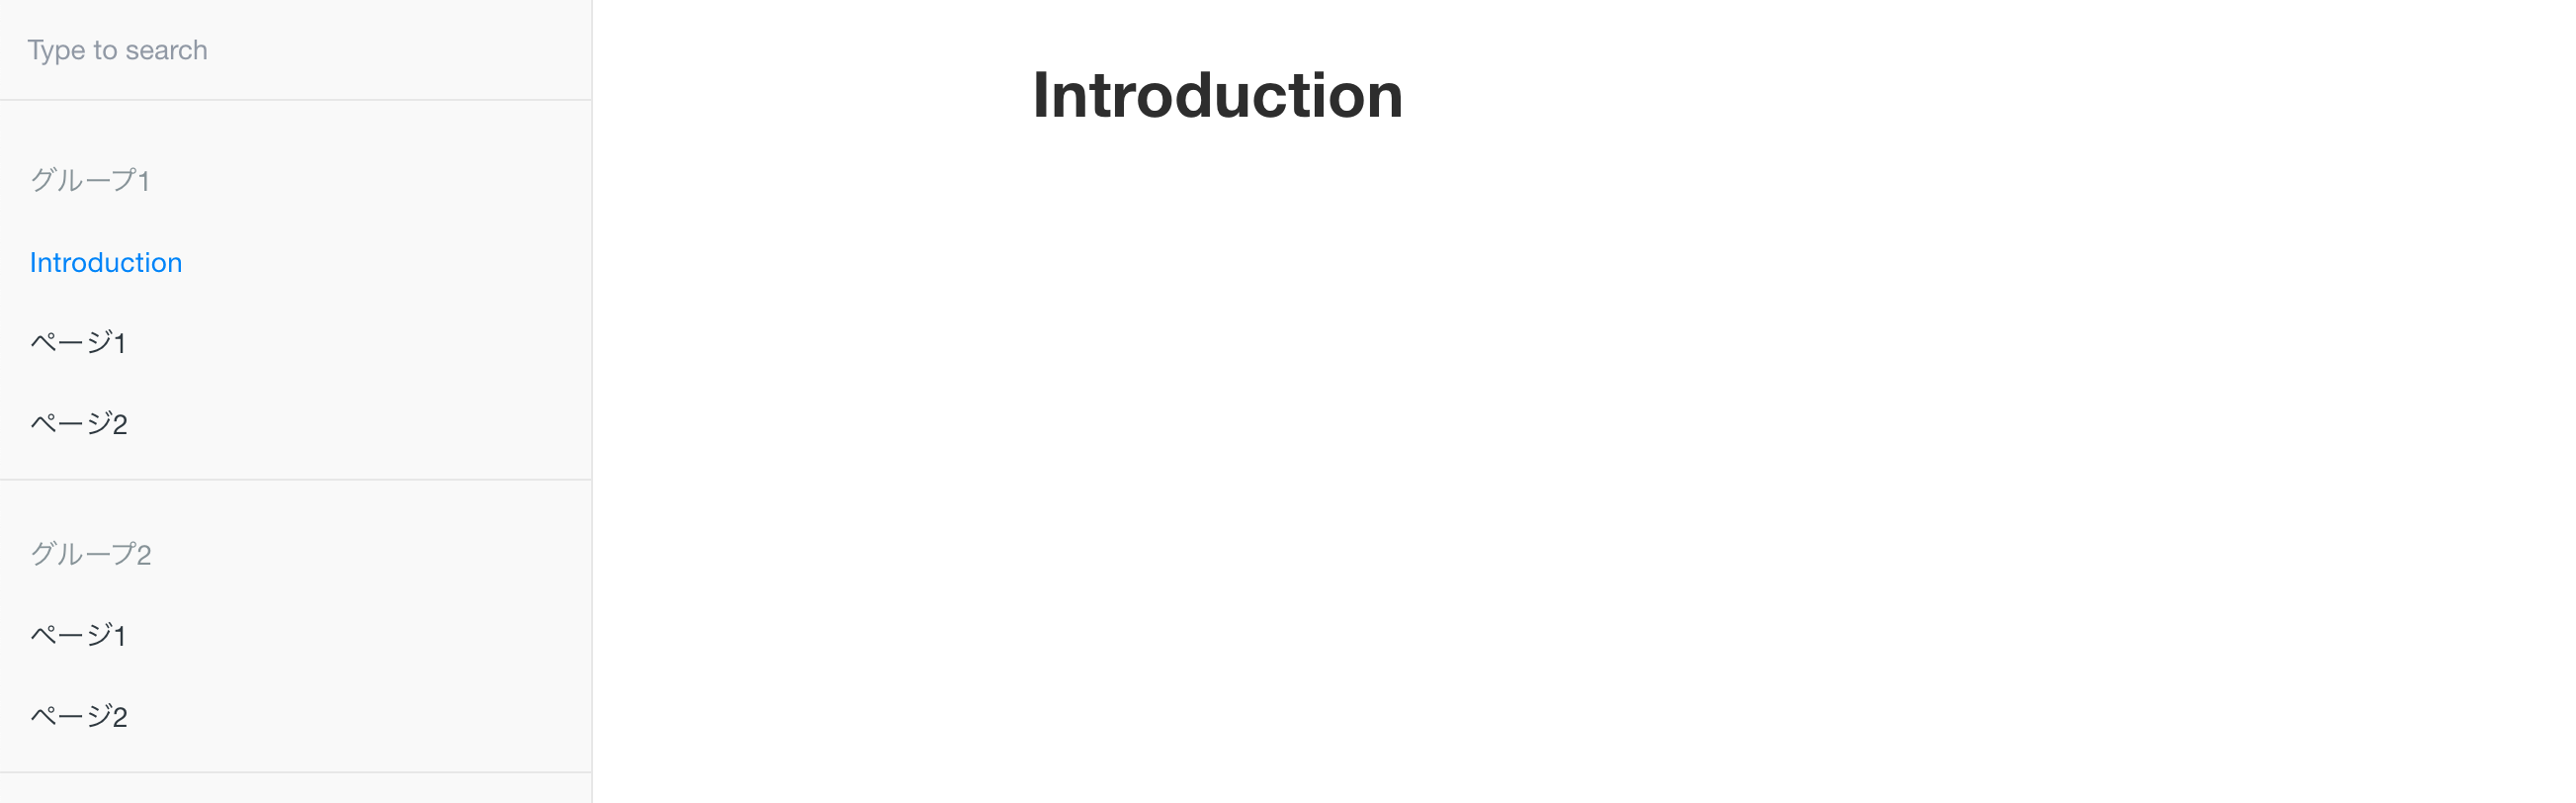 Type to search
グループ1
Introduction
ページ1
ページ2
グループ2
ページ1
ページ2
Introduction